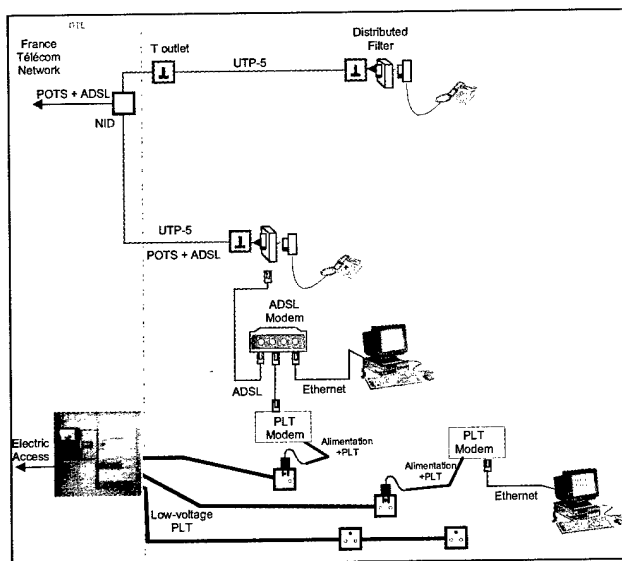 France
Télécom
Network
T outlet
UTP-5
Distributed
Filter
POTS + ADSL
NID
UTP-5
POTS + ADSL
ADSL
Modem
ADSL
Ethernet
PLT
Modem
Electric
Access
Alimentation
+PLT
PLT
Modem
Alimentation
+PLT
Ethernet
Low-voltage
PLT